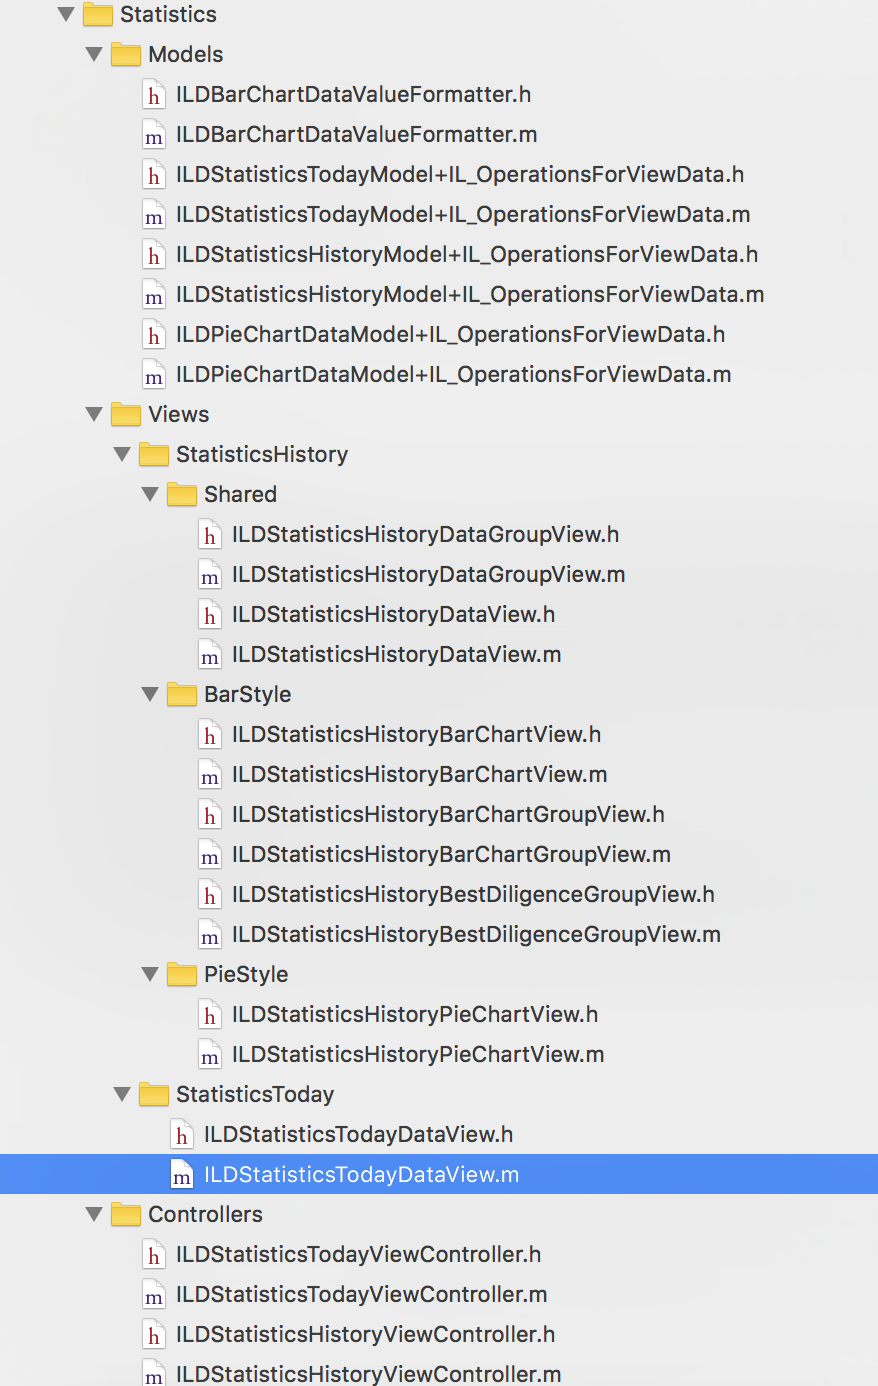 Statistics
Models
h ILDBarChartDataValueFormatter.h
m ILDBarChartDataValueFormatter.m
h ILDStatisticsTodayModel+IL_OperationsForViewData.h
m ILDStatisticsTodayModel+IL_OperationsForViewData.m
h ILDStatisticsHistoryModel+IL_OperationsForViewData.h
m ILDStatisticsHistoryModel+IL_OperationsForViewData.m
h ILDPieChartDataModel+IL_OperationsForViewData.h
m ILDPieChartDataModel+IL_OperationsForViewData.m
Views
StatisticsHistory
Shared
h ILDStatisticsHistoryDataGroupView.h
m ILDStatisticsHistoryDataGroupView.m
h ILDStatisticsHistoryDataView.h
m ILDStatisticsHistoryDataView.m
BarStyle
h ILDStatisticsHistoryBarChartView.h
m ILDStatisticsHistoryBarChartView.m
h ILDStatisticsHistoryBarChartGroupView.h
m ILDStatisticsHistoryBarChartGroupView.m
h ILDStatisticsHistoryBestDiligenceGroupView.h
m ILDStatisticsHistoryBestDiligenceGroupView.m
PieStyle
h ILDStatisticsHistoryPieChartView.h
m ILDStatisticsHistoryPieChartView.m
StatisticsToday
h ILDStatisticsTodayDataView.h
m ILDStatisticsTodayDataView.m
Controllers
h ILDStatisticsTodayViewController.h
m ILDStatisticsTodayViewController.m
h ILDStatisticsHistoryViewController.h
m ILDStatisticsHistoryViewController.m